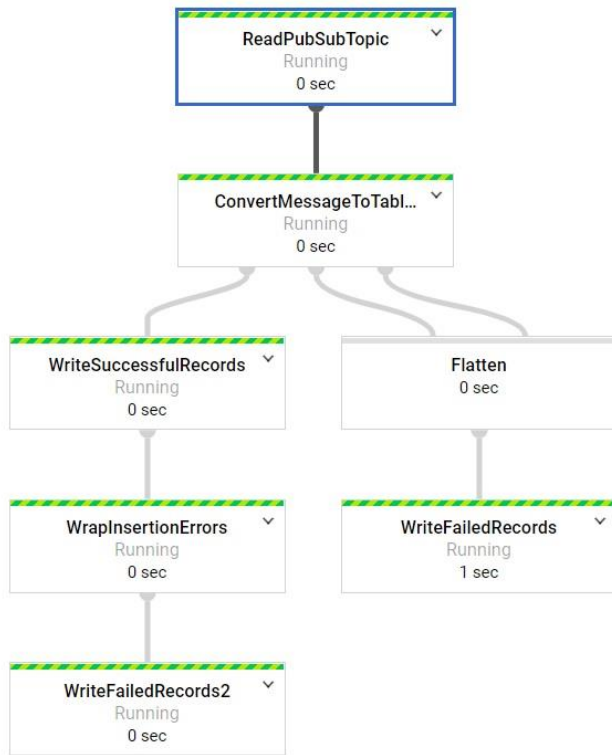 ReadPubSubTopic
Running
0 sec
ConvertMessageToTabl...
Running
0 sec
WriteSuccessfulRecords
Running
0 sec
Flatten
0 sec
WrapInsertionErrors
Running
0 sec
WriteFailedRecords
Running
1 sec
WriteFailedRecords2
Running
0 sec